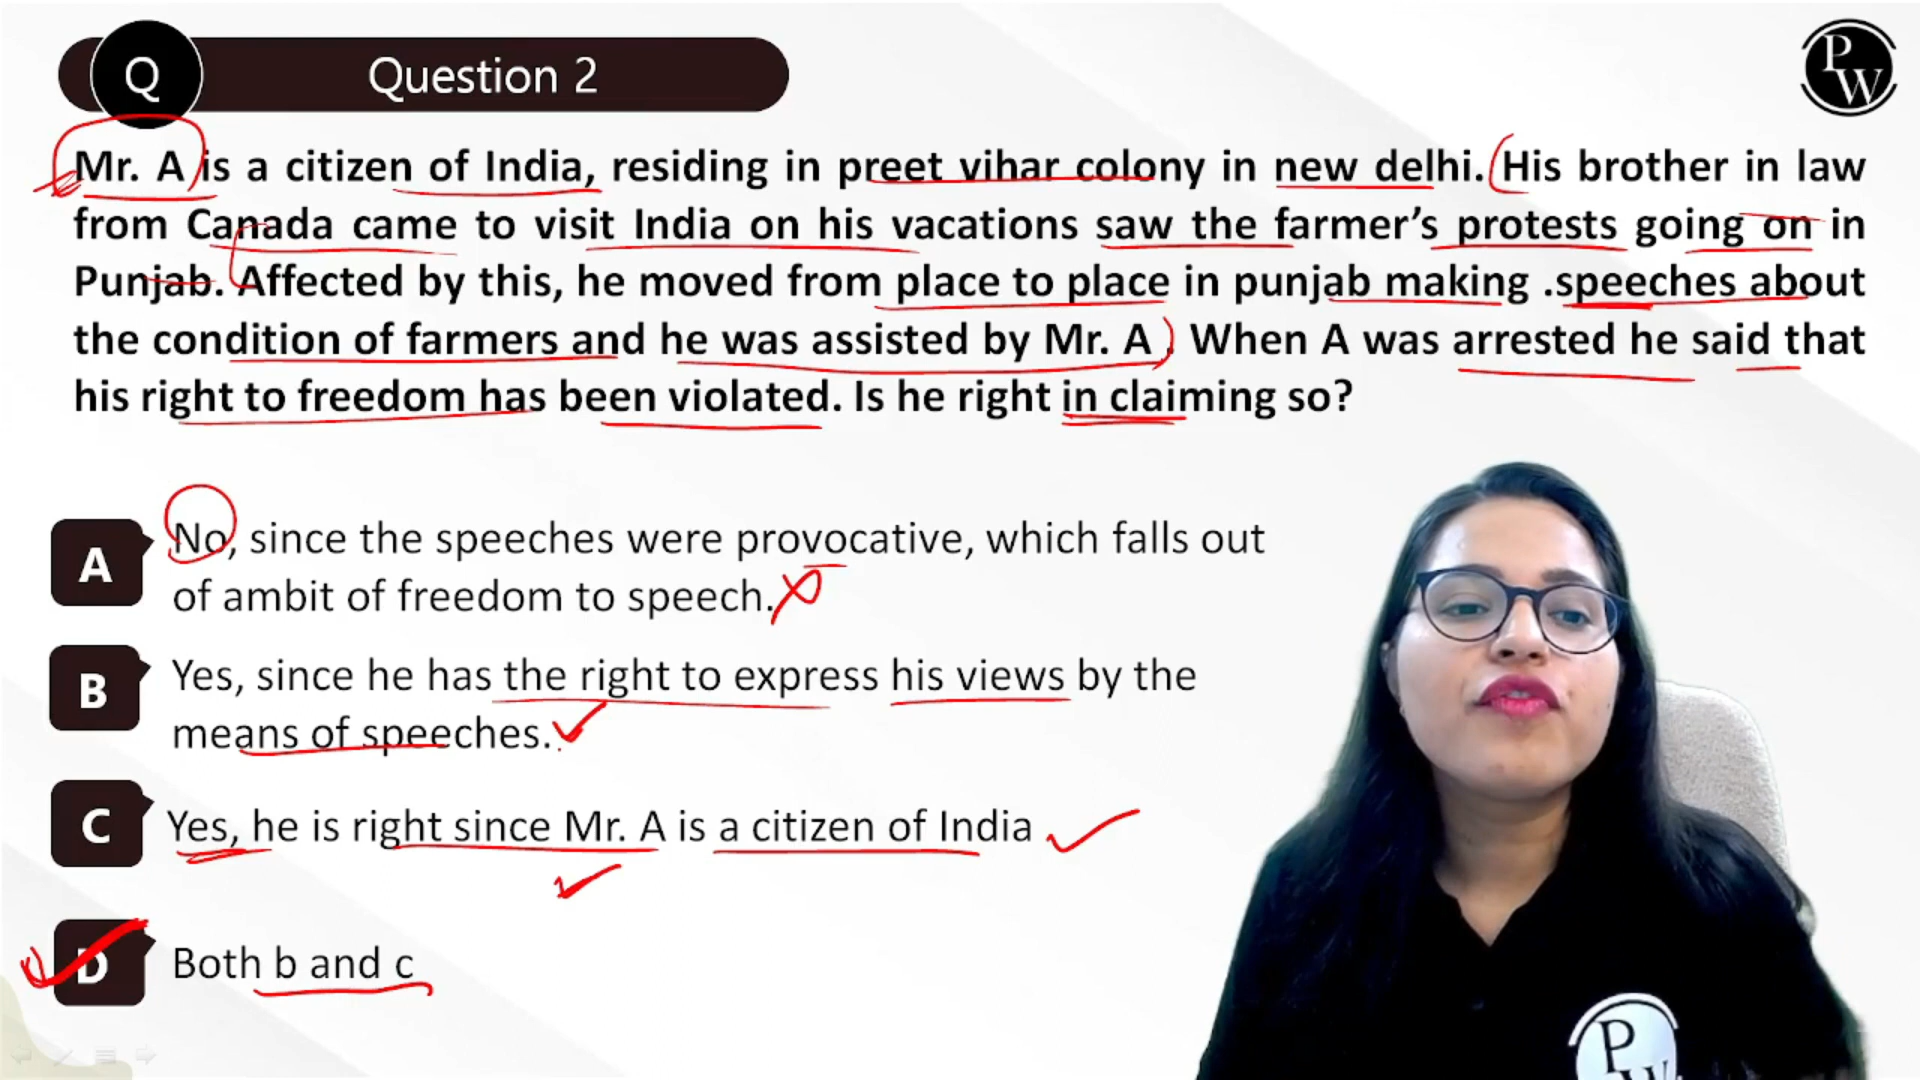 Q Question 2
P
W
Mr. A is a citizen of India, residing in preet vihar colony in new delhi. His brother in law
from Canada came to visit India on his vacations saw the farmer’s protests going on in
Punjab. Affected by this, he moved from place to place in punjab making .speeches about
the condition of farmers and he was assisted by Mr. A . When A was arrested he said that
his right to freedom has been violated. Is he right in claiming so?
A No, since the speeches were provocative, which falls out
of ambit of freedom to speech.
B Yes, since he has the right to express his views by the
means of speeches.
C Yes, he is right since Mr. A is a citizen of India
D Both b and c
P
W